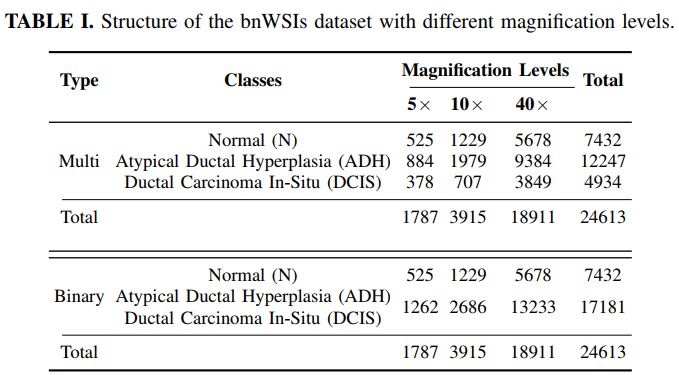 TABLE I. Structure of the bnWSIs dataset with different magnification levels.
Type Classes Magnification Levels Total
5× 10× 40×
Normal (N) 525 1229 5678 7432
Multi Atypical Ductal Hyperplasia (ADH) 884 1979 9384 12247
Ductal Carcinoma In-Situ (DCIS) 378 707 3849 4934
Total 1787 3915 18911 24613
Normal (N) 525 1229 5678 7432
Binary Atypical Ductal Hyperplasia (ADH) 1262 2686 13233 17181
Ductal Carcinoma In-Situ (DCIS)
Total 1787 3915 18911 24613